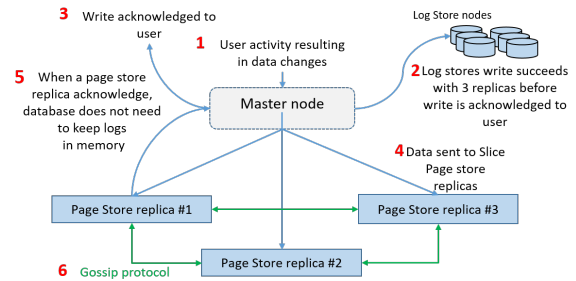 3 Write acknowledged to
user
1 User activity resulting
in data changes
Log Store nodes
2 Log stores write succeeds
with 3 replicas before
write is acknowledged to
user
5 When a page store
replica acknowledge,
database does not need
to keep logs
in memory
Master node
4 Data sent to Slice
Page store
replicas
Page Store replica #1
Page Store replica #3
Page Store replica #2
6 Gossip protocol